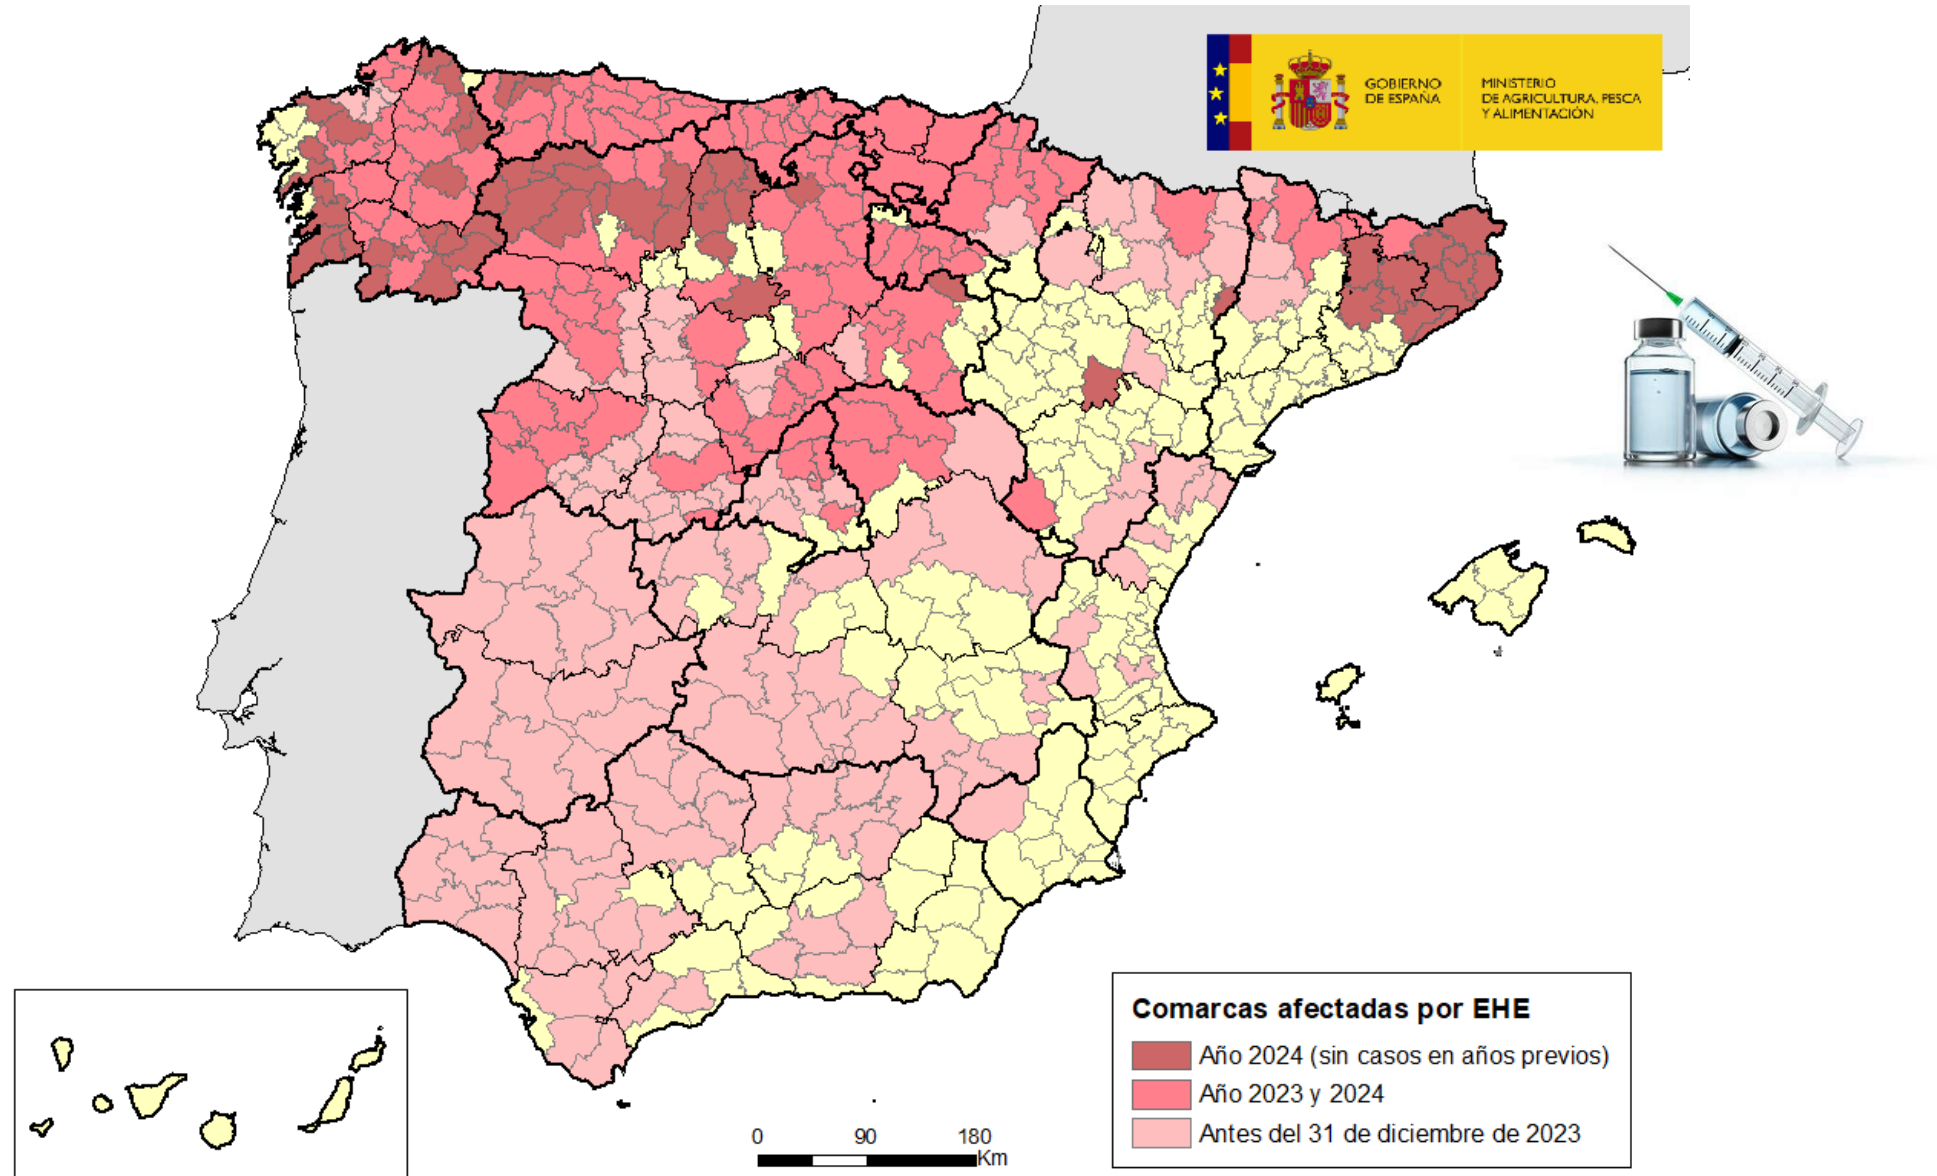 GOBIERNO
DE ESPAÑA
MINISTERIO
DE AGRICULTURA, PESCA
Y ALIMENTACIÓN
Comarcas afectadas por EHE
Año 2024 (sin casos en años previos)
Año 2023 y 2024
Antes del 31 de diciembre de 2023
0 90 180
Km